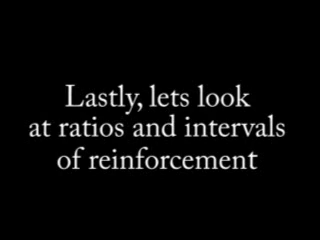 Lastly, lets look
at ratios and intervals
of reinforcement